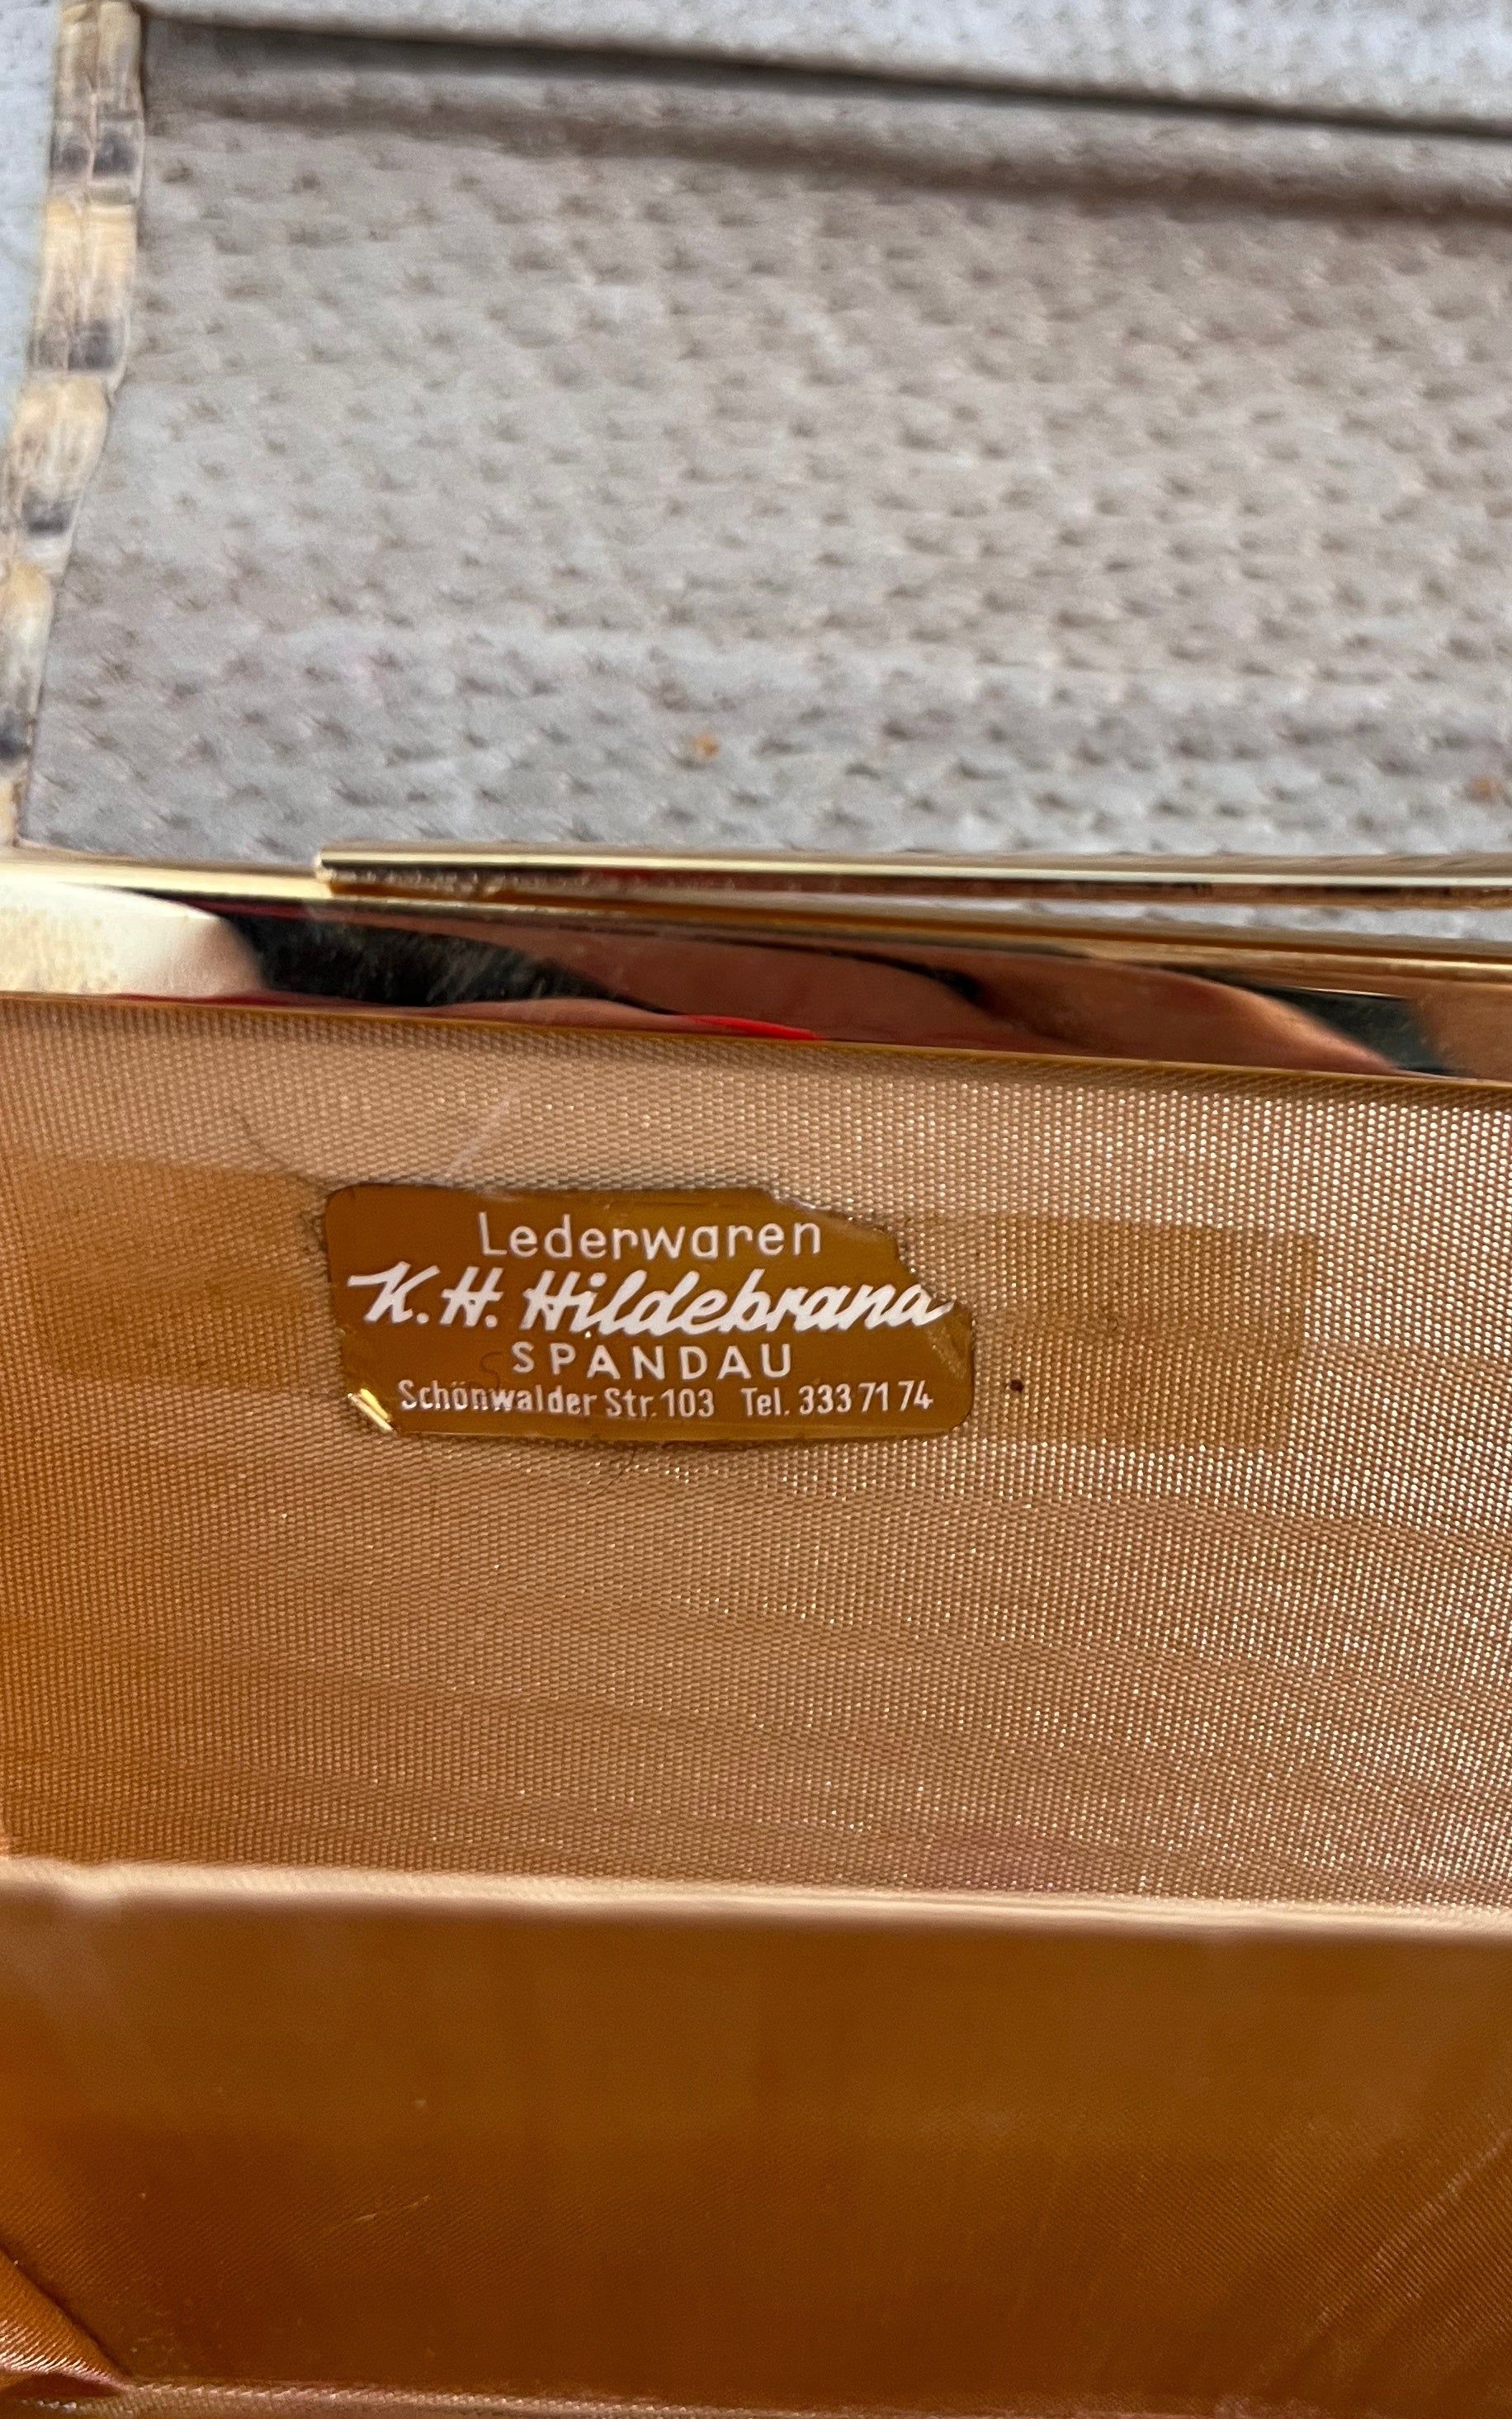 Lederwaren
K.H. Hildebrand
SPANDAU
Schönwalder Str. 103 Tel. 333 71 74